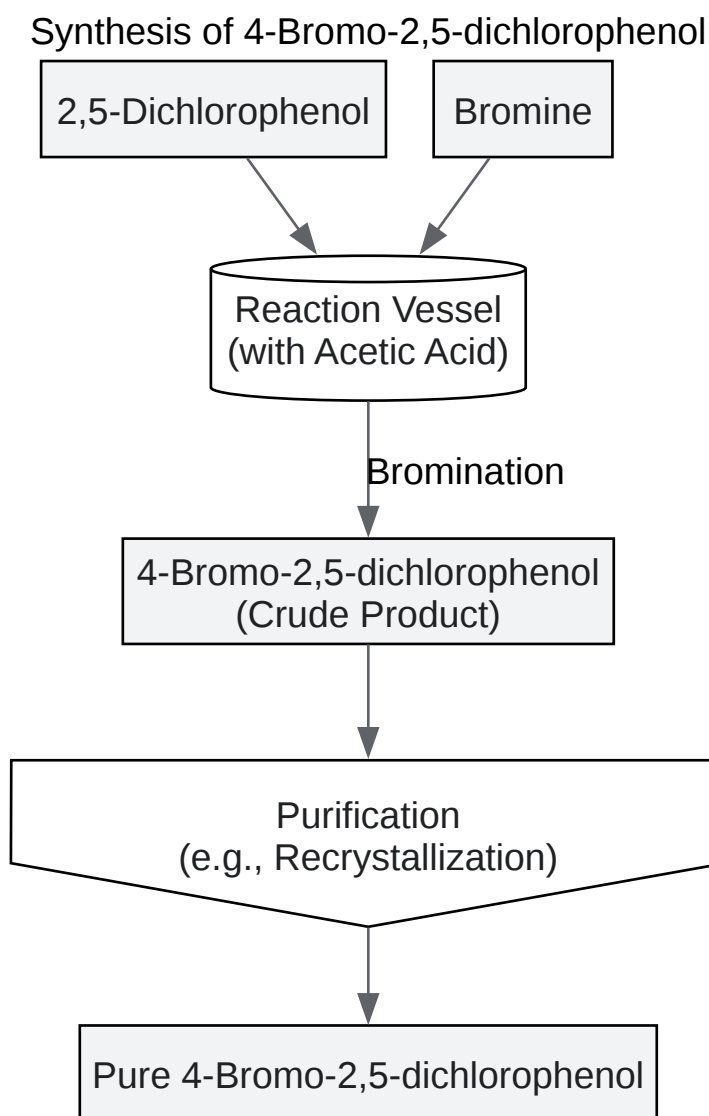 Synthesis of 4-Bromo-2,5-dichlorophenol
2,5-Dichlorophenol
Bromine
Reaction Vessel
(with Acetic Acid)
Bromination
4-Bromo-2,5-dichlorophenol
(Crude Product)
Purification
(e.g., Recrystallization)
Pure 4-Bromo-2,5-dichlorophenol